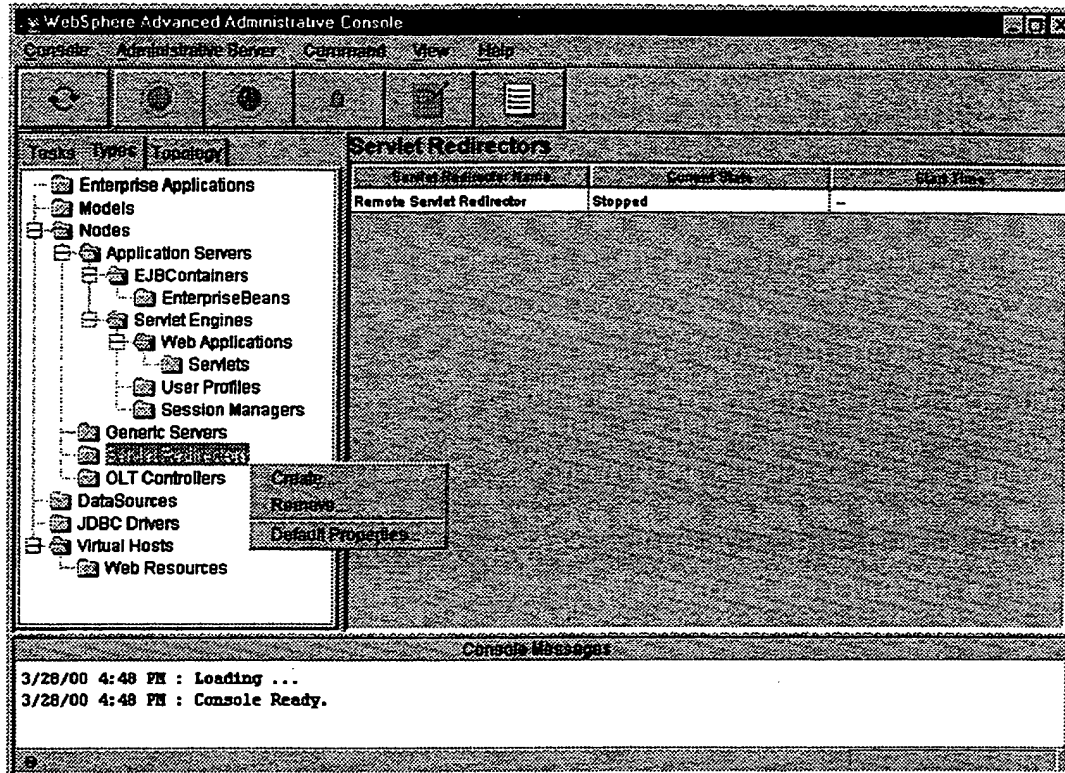 WebSphere Advanced Administrative Console
Console Administrative Server Command View Help
Tasks Types Topology
Servlet Redirectors
Servlet Redirector Name Current State Start Time
Remote Servlet Redirector Stopped --
Enterprise Applications
Models
Nodes
Application Servers
EJBContainers
EnterpriseBeans
Servlet Engines
Web Applications
Servlets
User Profiles
Session Managers
Generic Servers
Servlet Redirectors
OLT Controllers
DataSources
JDBC Drivers
Virtual Hosts
Web Resources
Create...
Remove...
Default Properties...
Console Messages
3/28/00 4:48 PM : Loading ...
3/28/00 4:48 PM : Console Ready.